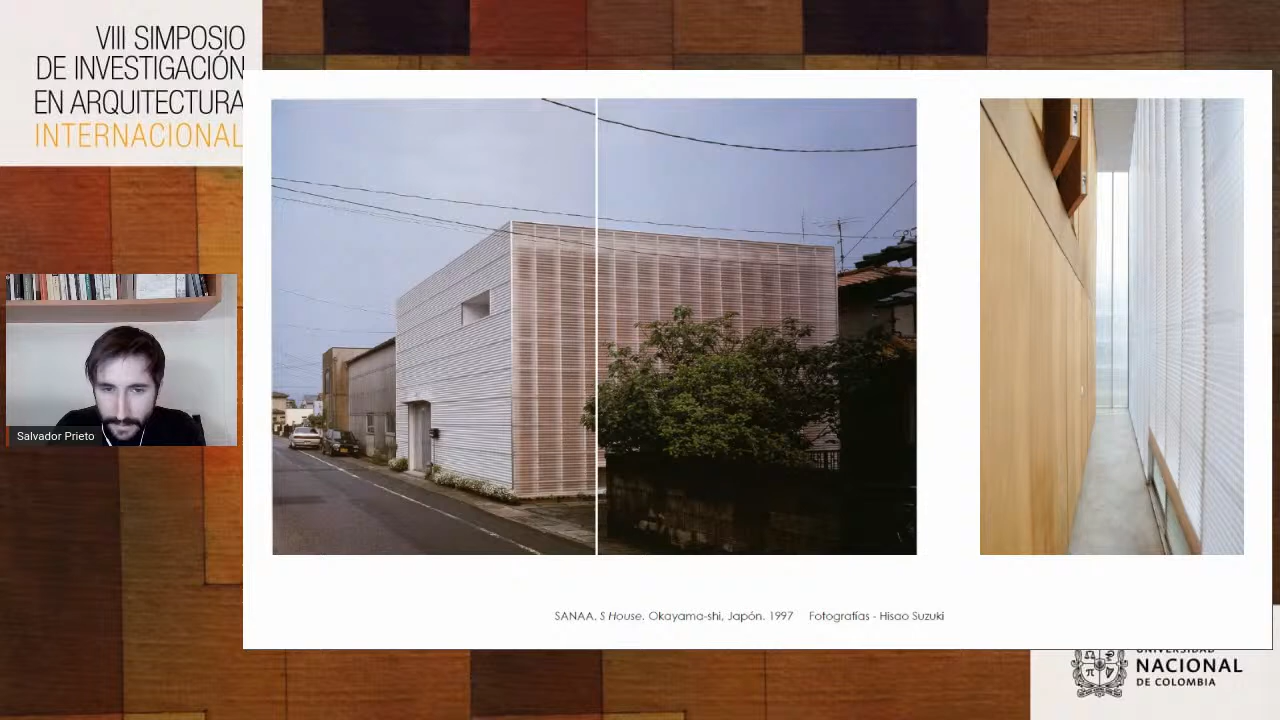 VIII SIMPOSIO
DE INVESTIGACIÓN
EN ARQUITECTURA
INTERNACIONAL
Salvador Prieto
SANAA. S House. Okayama-shi, Japón. 1997 Fotografías - Hisao Suzuki
UNIVERSIDAD
NACIONAL
DE COLOMBIA